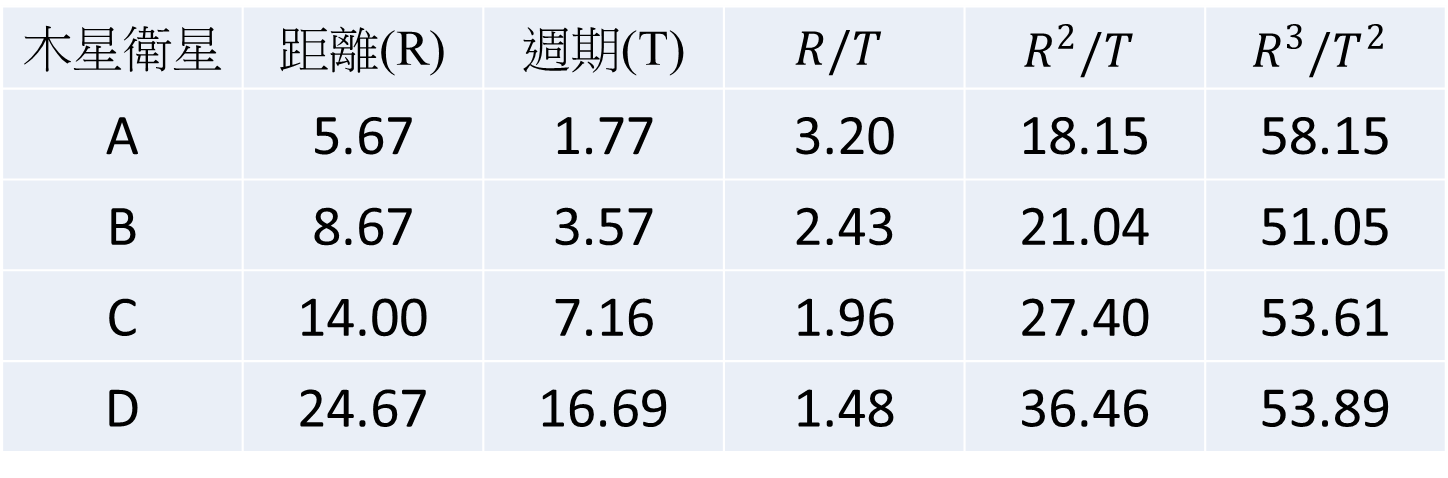 木星衛星 距離(R) 週期(T) R/T R²/T R³/T²
A 5.67 1.77 3.20 18.15 58.15
B 8.67 3.57 2.43 21.04 51.05
C 14.00 7.16 1.96 27.40 53.61
D 24.67 16.69 1.48 36.46 53.89